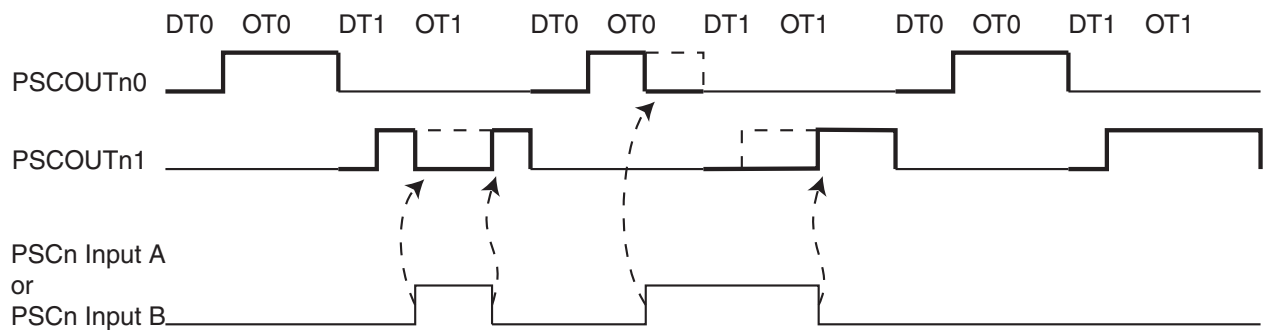 DT0 OT0 DT1 OT1 DT0 OT0 DT1 OT1 DT0 OT0 DT1 OT1
PSCOUTn0
PSCOUTn1
PSCn Input A
or
PSCn Input B